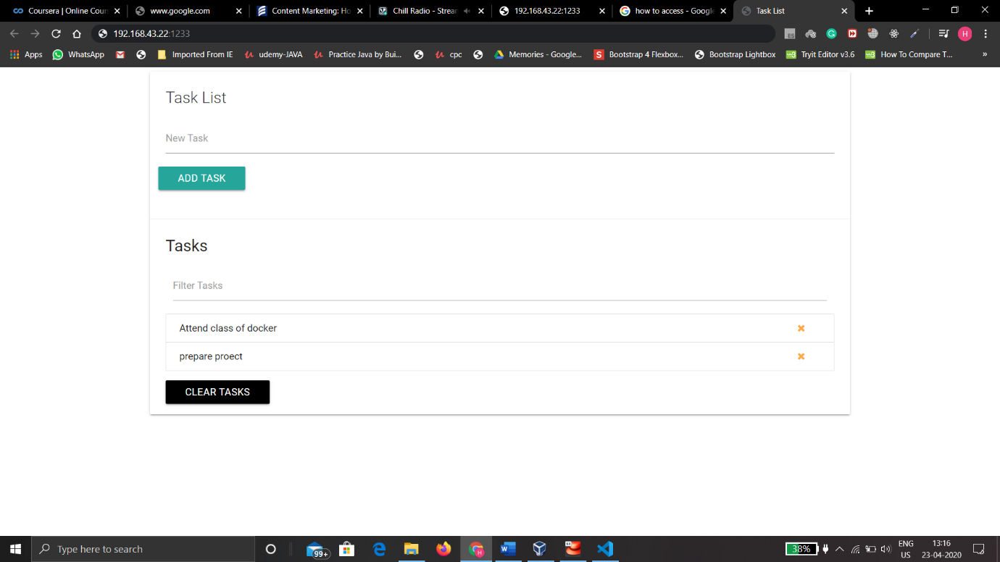 Coursera | Online Cour
www.google.com
Content Marketing: Ho
Chill Radio - Stream
192.168.43.22:1233
how to access - Google
Task List
192.168.43.22:1233
ES
H
Apps
WhatsApp
Imported From IE
udemy-JAVA
Practice Java by Bui...
cpc
Memories - Google...
S
Bootstrap 4 Flexbox...
Bootstrap Lightbox
Tryit Editor v3.6
How To Compare T...
»
Task List
New Task
ADD TASK
Tasks
Filter Tasks
Attend class of docker
prepare proect
CLEAR TASKS
Type here to search
99+
H
W
38%
ENG
US
13:16
23-04-2020